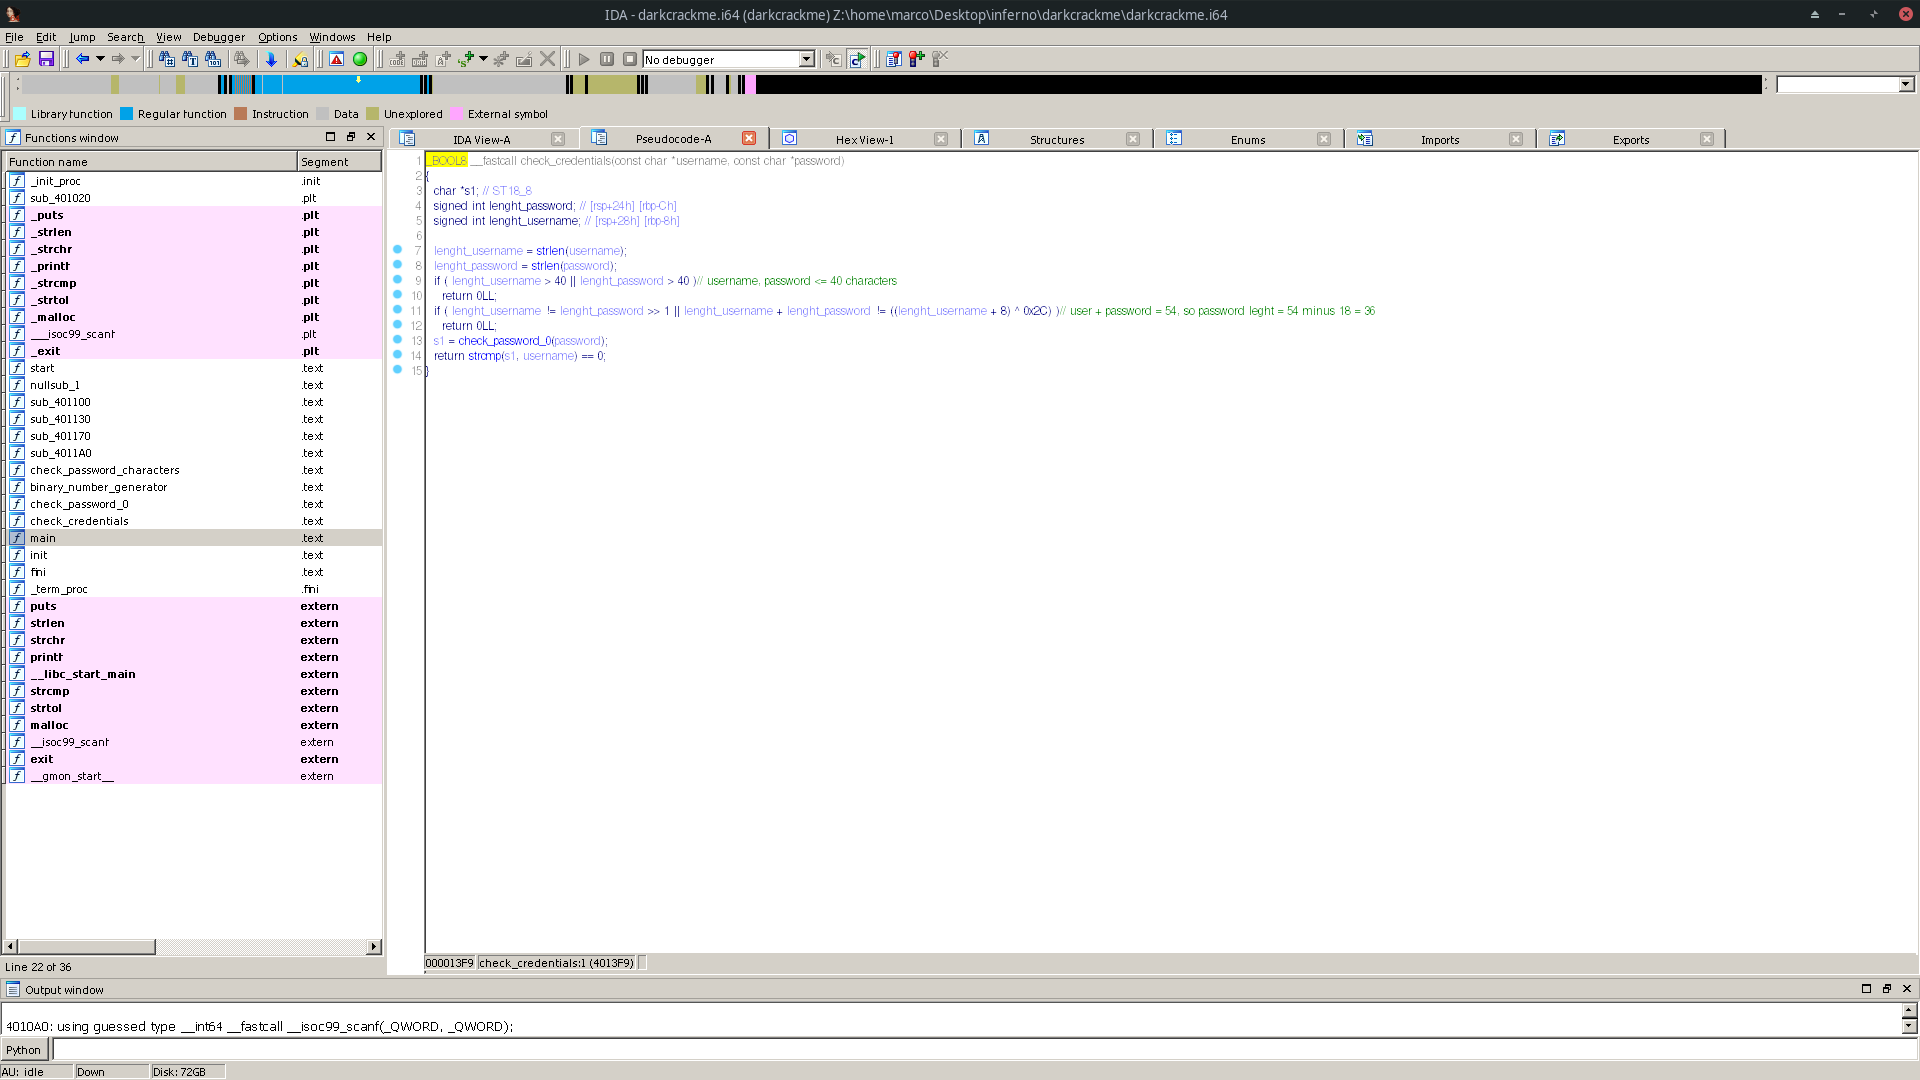 IDA - darkcrackme.i64 (darkcrackme) Z:\home\marco\Desktop\inferno\darkcrackme\darkcrackme.i64
File Edit Jump Search View Debugger Options Windows Help
No debugger
Library function Regular function Instruction Data Unexplored External symbol
Functions window
Function name Segment
_init_proc .init
sub_401020 .plt
_puts .plt
_strlen .plt
_strchr .plt
_printf .plt
_strcmp .plt
_strtol .plt
_malloc .plt
___isoc99_scanf .plt
_exit .plt
start .text
nullsub_1 .text
sub_401100 .text
sub_401130 .text
sub_401170 .text
sub_4011A0 .text
check_password_characters .text
binary_number_generator .text
check_password_0 .text
check_credentials .text
main .text
init .text
fini .text
_term_proc .fini
puts extern
strlen extern
strchr extern
printf extern
__libc_start_main extern
strcmp extern
strtol extern
malloc extern
__isoc99_scanf extern
exit extern
__gmon_start__ extern
Line 22 of 36
IDA View-A Pseudocode-A Hex View-1 Structures Enums Imports Exports
1 _BOOL8 __fastcall check_credentials(const char *username, const char *password)
2 {
3 char *s1; // ST18_8
4 signed int lenght_password; // [rsp+24h] [rbp-Ch]
5 signed int lenght_username; // [rsp+28h] [rbp-8h]
6
7 lenght_username = strlen(username);
8 lenght_password = strlen(password);
9 if ( lenght_username > 40 || lenght_password > 40 )// username, password <= 40 characters
10 return 0LL;
11 if ( lenght_username != lenght_password >> 1 || lenght_username + lenght_password != ((lenght_username + 8) ^ 0x2C) )// user + password = 54, so password leght = 54 minus 18 = 36
12 return 0LL;
13 s1 = check_password_0(password);
14 return strcmp(s1, username) == 0;
15 }
000013F9 check_credentials:1 (4013F9)
Output window
4010A0: using guessed type __int64 __fastcall __isoc99_scanf(_QWORD, _QWORD);
Python
AU: idle Down Disk: 72GB